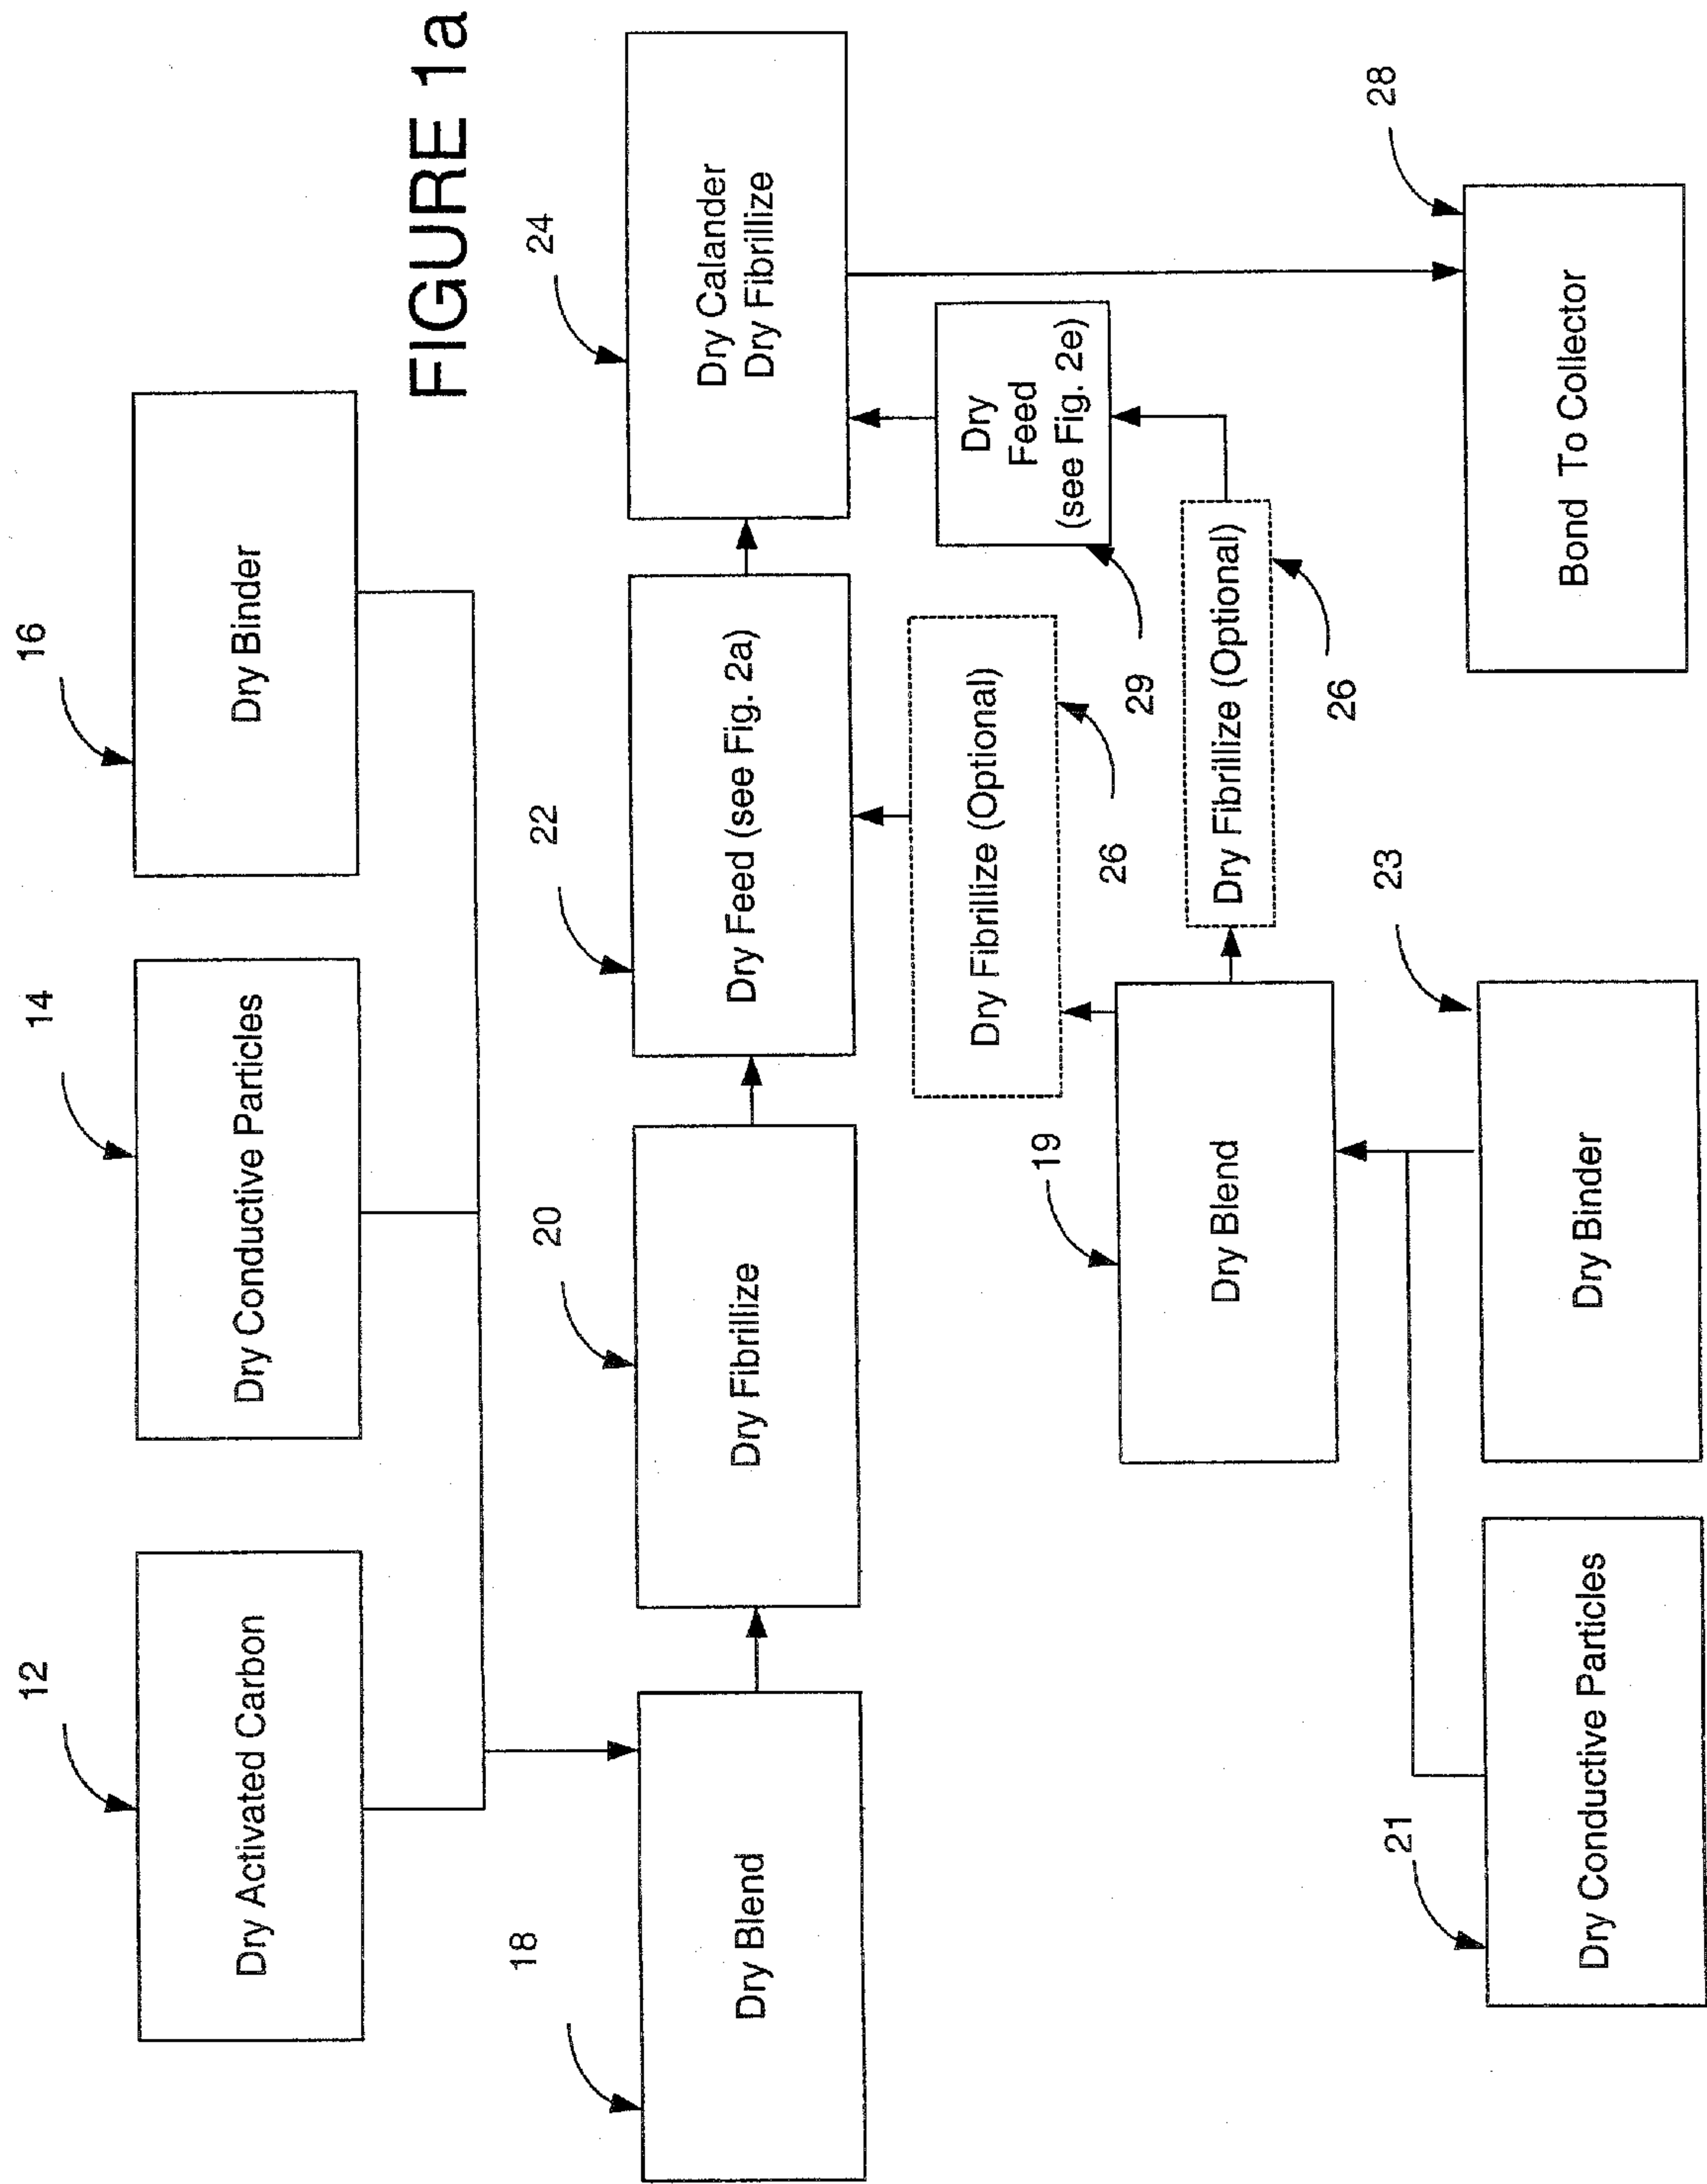 FIGURE 1a
12
Dry Activated Carbon
14
Dry Conductive Particles
16
Dry Binder
18
Dry Blend
20
Dry Fibrillize
22
Dry Feed (see Fig. 2a)
24
Dry Calander
Dry Fibrillize
19
Dry Blend
Dry Fibrillize (Optional)
26
Dry Fibrillize (Optional)
26
Dry
Feed
(see Fig. 2e)
29
21
Dry Conductive Particles
23
Dry Binder
28
Bond To Collector